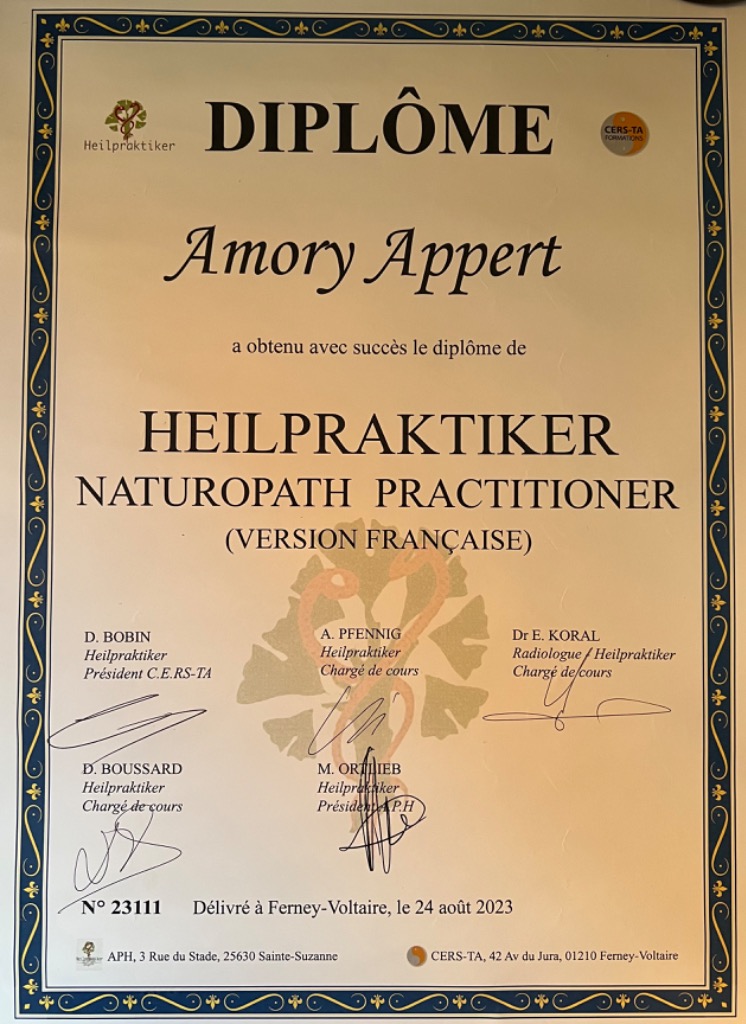 Heilpraktiker
DIPLÔME
CERS-TA
FORMATIONS
Amory Appert
a obtenu avec succès le diplôme de
HEILPRAKTIKER
NATUROPATH PRACTITIONER
(VERSION FRANÇAISE)
D. BOBIN
Heilpraktiker
Président C.E.RS-TA
A. PFENNIG
Heilpraktiker
Chargé de cours
Dr E. KORAL
Radiologue / Heilpraktiker
Chargé de cours
D. BOUSSARD
Heilpraktiker
Chargé de cours
M. ORTLIEB
Heilpraktiker
Président A.P.H
N° 23111 Délivré à Ferney-Voltaire, le 24 août 2023
APH, 3 Rue du Stade, 25630 Sainte-Suzanne
CERS-TA, 42 Av du Jura, 01210 Ferney-Voltaire